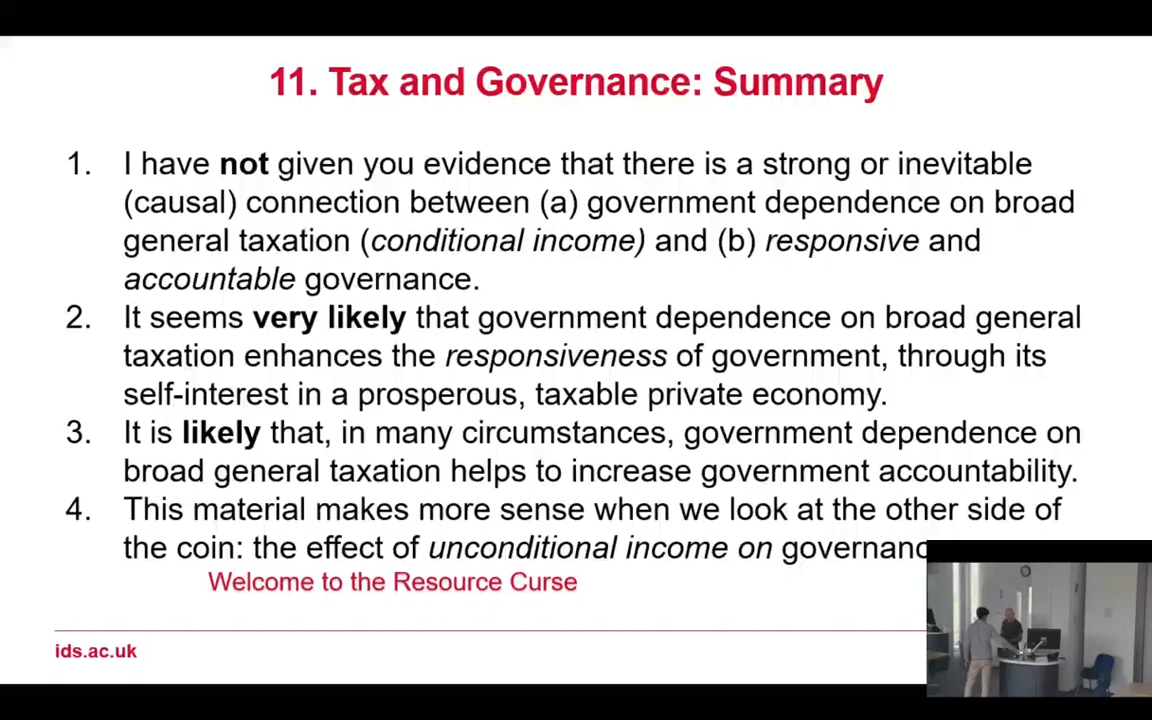 11. Tax and Governance: Summary
1. I have not given you evidence that there is a strong or inevitable
(causal) connection between (a) government dependence on broad
general taxation (conditional income) and (b) responsive and
accountable governance.
2. It seems very likely that government dependence on broad general
taxation enhances the responsiveness of government, through its
self-interest in a prosperous, taxable private economy.
3. It is likely that, in many circumstances, government dependence on
broad general taxation helps to increase government accountability.
4. This material makes more sense when we look at the other side of
the coin: the effect of unconditional income on
Welcome to the Resource Curse
ids.ac.uk